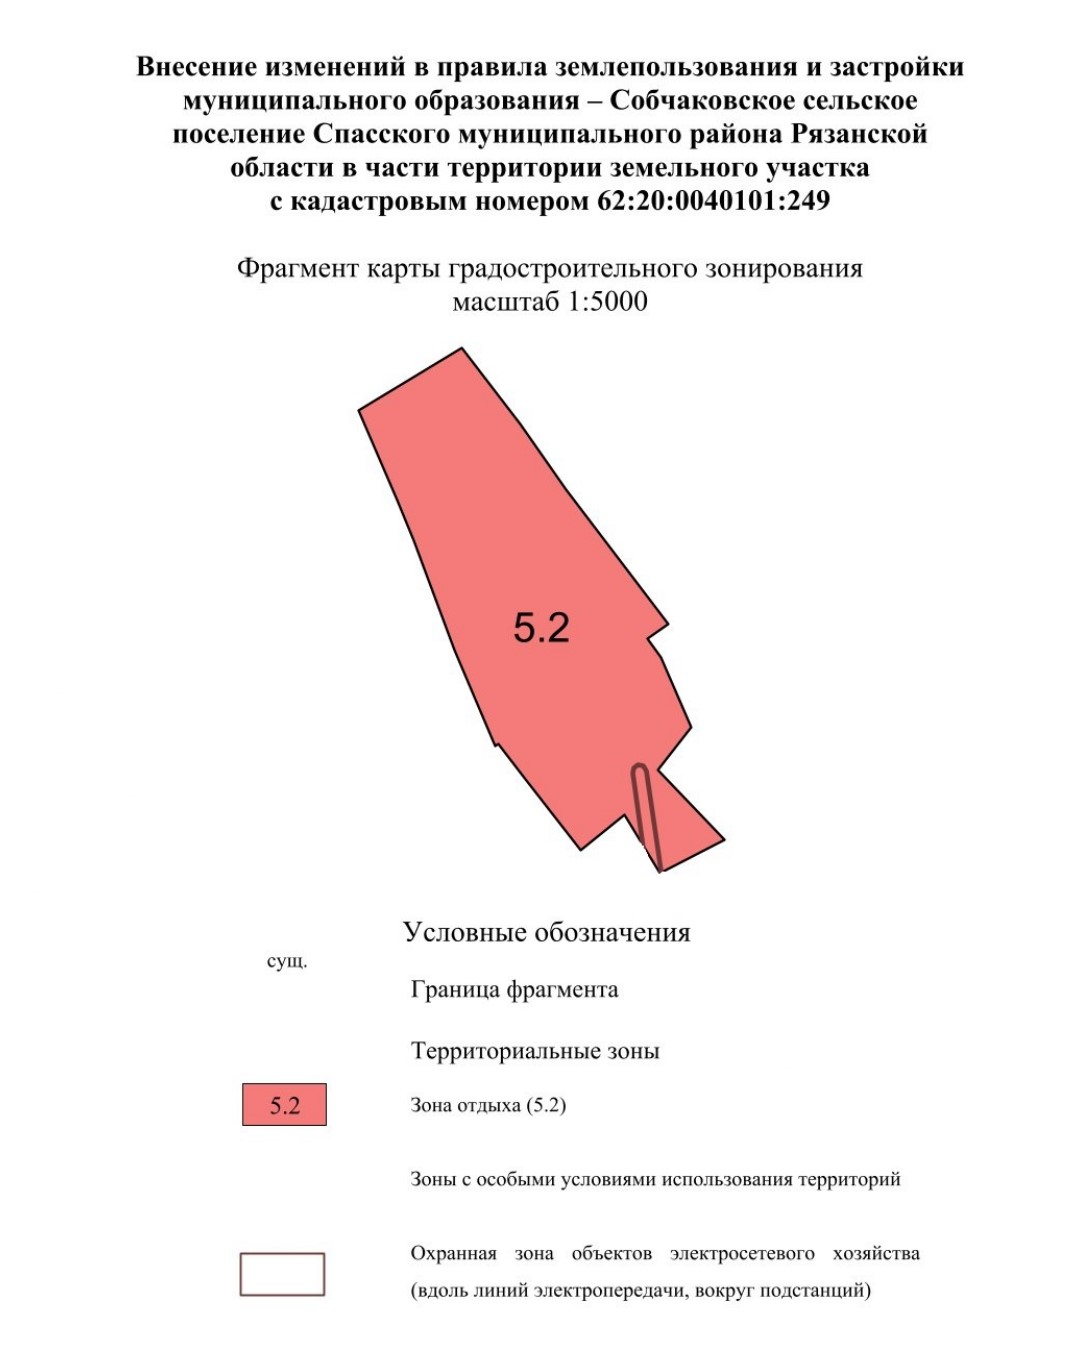 Внесение изменений в правила землепользования и застройки
муниципального образования – Собчаковское сельское
поселение Спасского муниципального района Рязанской
области в части территории земельного участка
с кадастровым номером 62:20:0040101:249
Фрагмент карты градостроительного зонирования
масштаб 1:5000
5.2
Условные обозначения
сущ.
Граница фрагмента
Территориальные зоны
5.2 Зона отдыха (5.2)
Зоны с особыми условиями использования территорий
Охранная зона объектов электросетевого хозяйства
(вдоль линий электропередачи, вокруг подстанций)